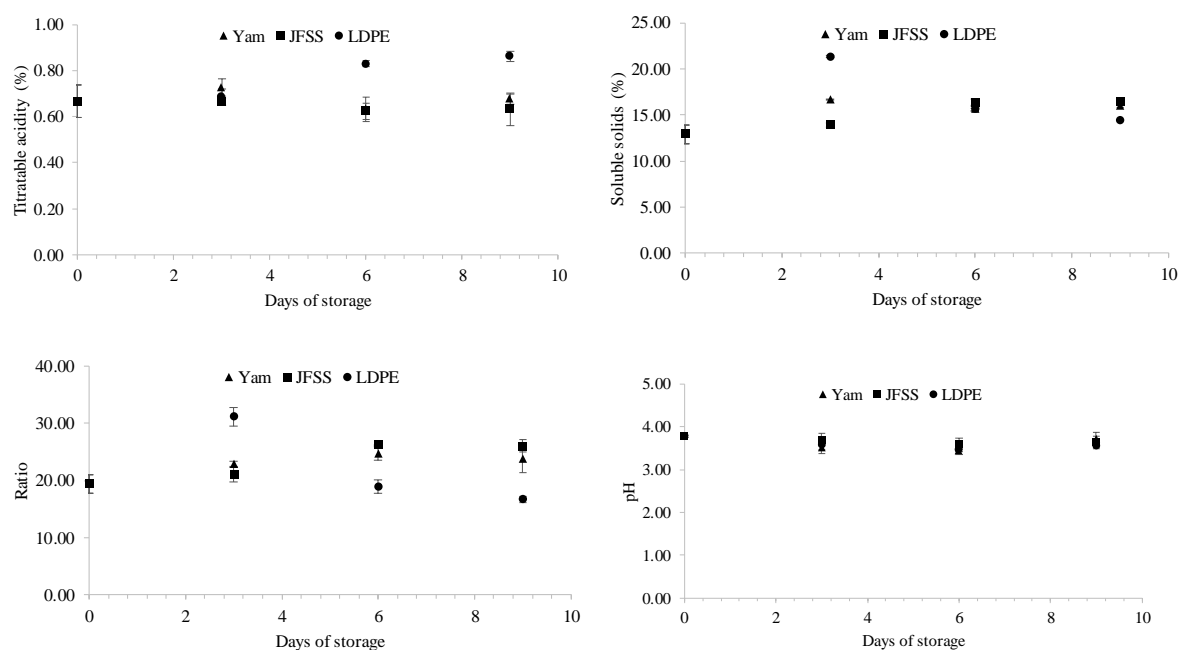 1.00
Yam JFSS LDPE
0.80
0.60
0.40
0.20
0.00
0 2 4 6 8 10
Titratable acidity (%)
Days of storage
25.00
Yam JFSS LDPE
20.00
15.00
10.00
5.00
0.00
0 2 4 6 8 10
Soluble solids (%)
Days of storage
40.00
Yam JFSS LDPE
30.00
20.00
10.00
0.00
0 2 4 6 8 10
Ratio
Days of storage
5.00
Yam JFSS LDPE
4.00
3.00
2.00
1.00
0.00
0 2 4 6 8 10
pH
Days of storage